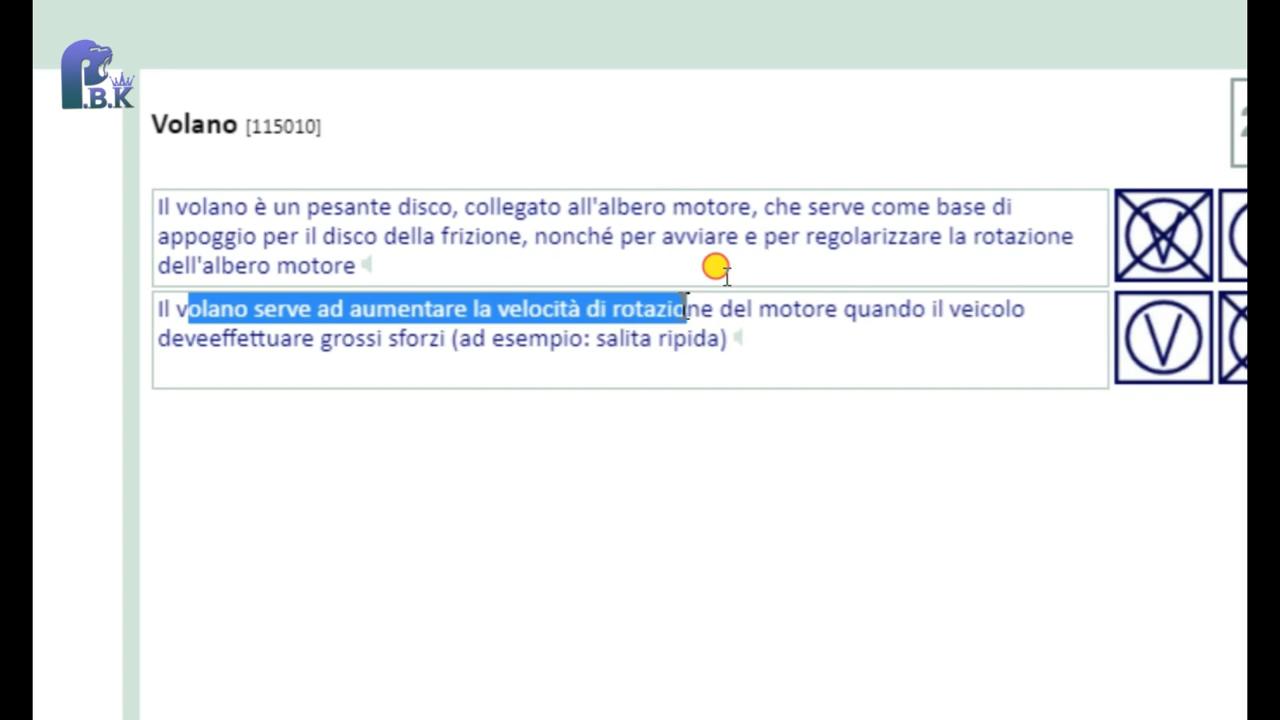 P.B.K
Volano [115010]
Il volano è un pesante disco, collegato all'albero motore, che serve come base di
appoggio per il disco della frizione, nonché per avviare e per regolarizzare la rotazione
dell'albero motore
V
Il volano serve ad aumentare la velocità di rotazione del motore quando il veicolo
deveeffettuare grossi sforzi (ad esempio: salita ripida)
V